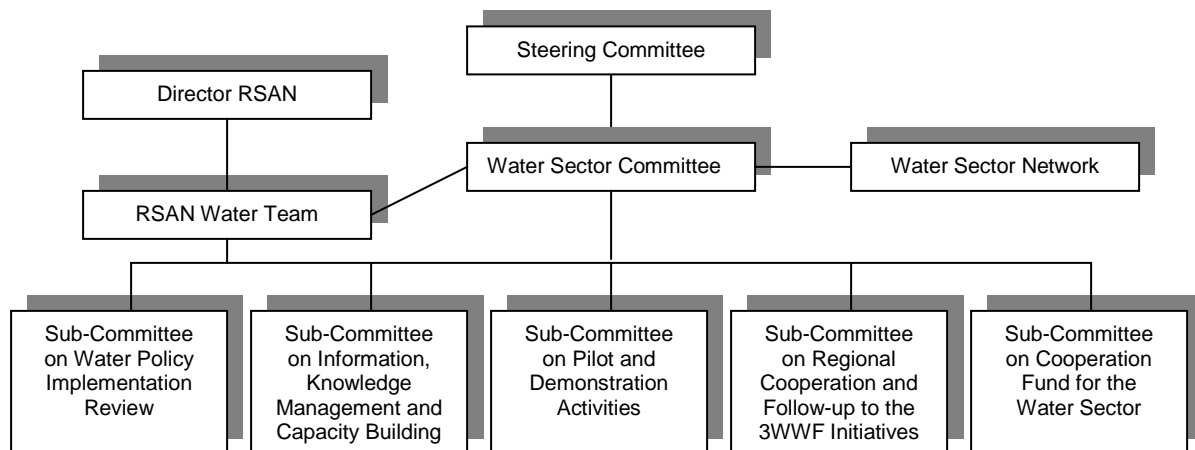 Steering Committee
Director RSAN
Water Sector Committee
Water Sector Network
RSAN Water Team
Sub-Committee
on Water Policy
Implementation
Review
Sub-Committee
on Information,
Knowledge
Management and
Capacity Building
Sub-Committee
on Pilot and
Demonstration
Activities
Sub-Committee
on Regional
Cooperation and
Follow-up to the
3WWF Initiatives
Sub-Committee
on Cooperation
Fund for the
Water Sector